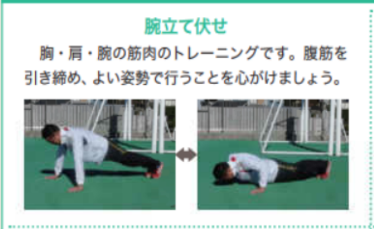 腕立て伏せ
胸・肩・腕の筋肉のトレーニングです。腹筋を
引き締め、よい姿勢で行うことを心がけましょう。